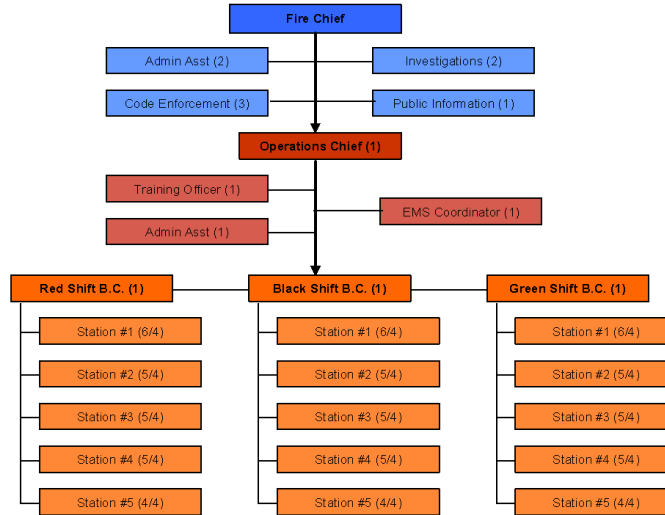 Fire Chief
Admin Asst (2)
Investigations (2)
Code Enforcement (3)
Public Information (1)
Operations Chief (1)
Training Officer (1)
EMS Coordinator (1)
Admin Asst (1)
Red Shift B.C. (1)
Black Shift B.C. (1)
Green Shift B.C. (1)
Station #1 (6/4)
Station #1 (6/4)
Station #1 (6/4)
Station #2 (5/4)
Station #2 (5/4)
Station #2 (5/4)
Station #3 (5/4)
Station #3 (5/4)
Station #3 (5/4)
Station #4 (5/4)
Station #4 (5/4)
Station #4 (5/4)
Station #5 (4/4)
Station #5 (4/4)
Station #5 (4/4)